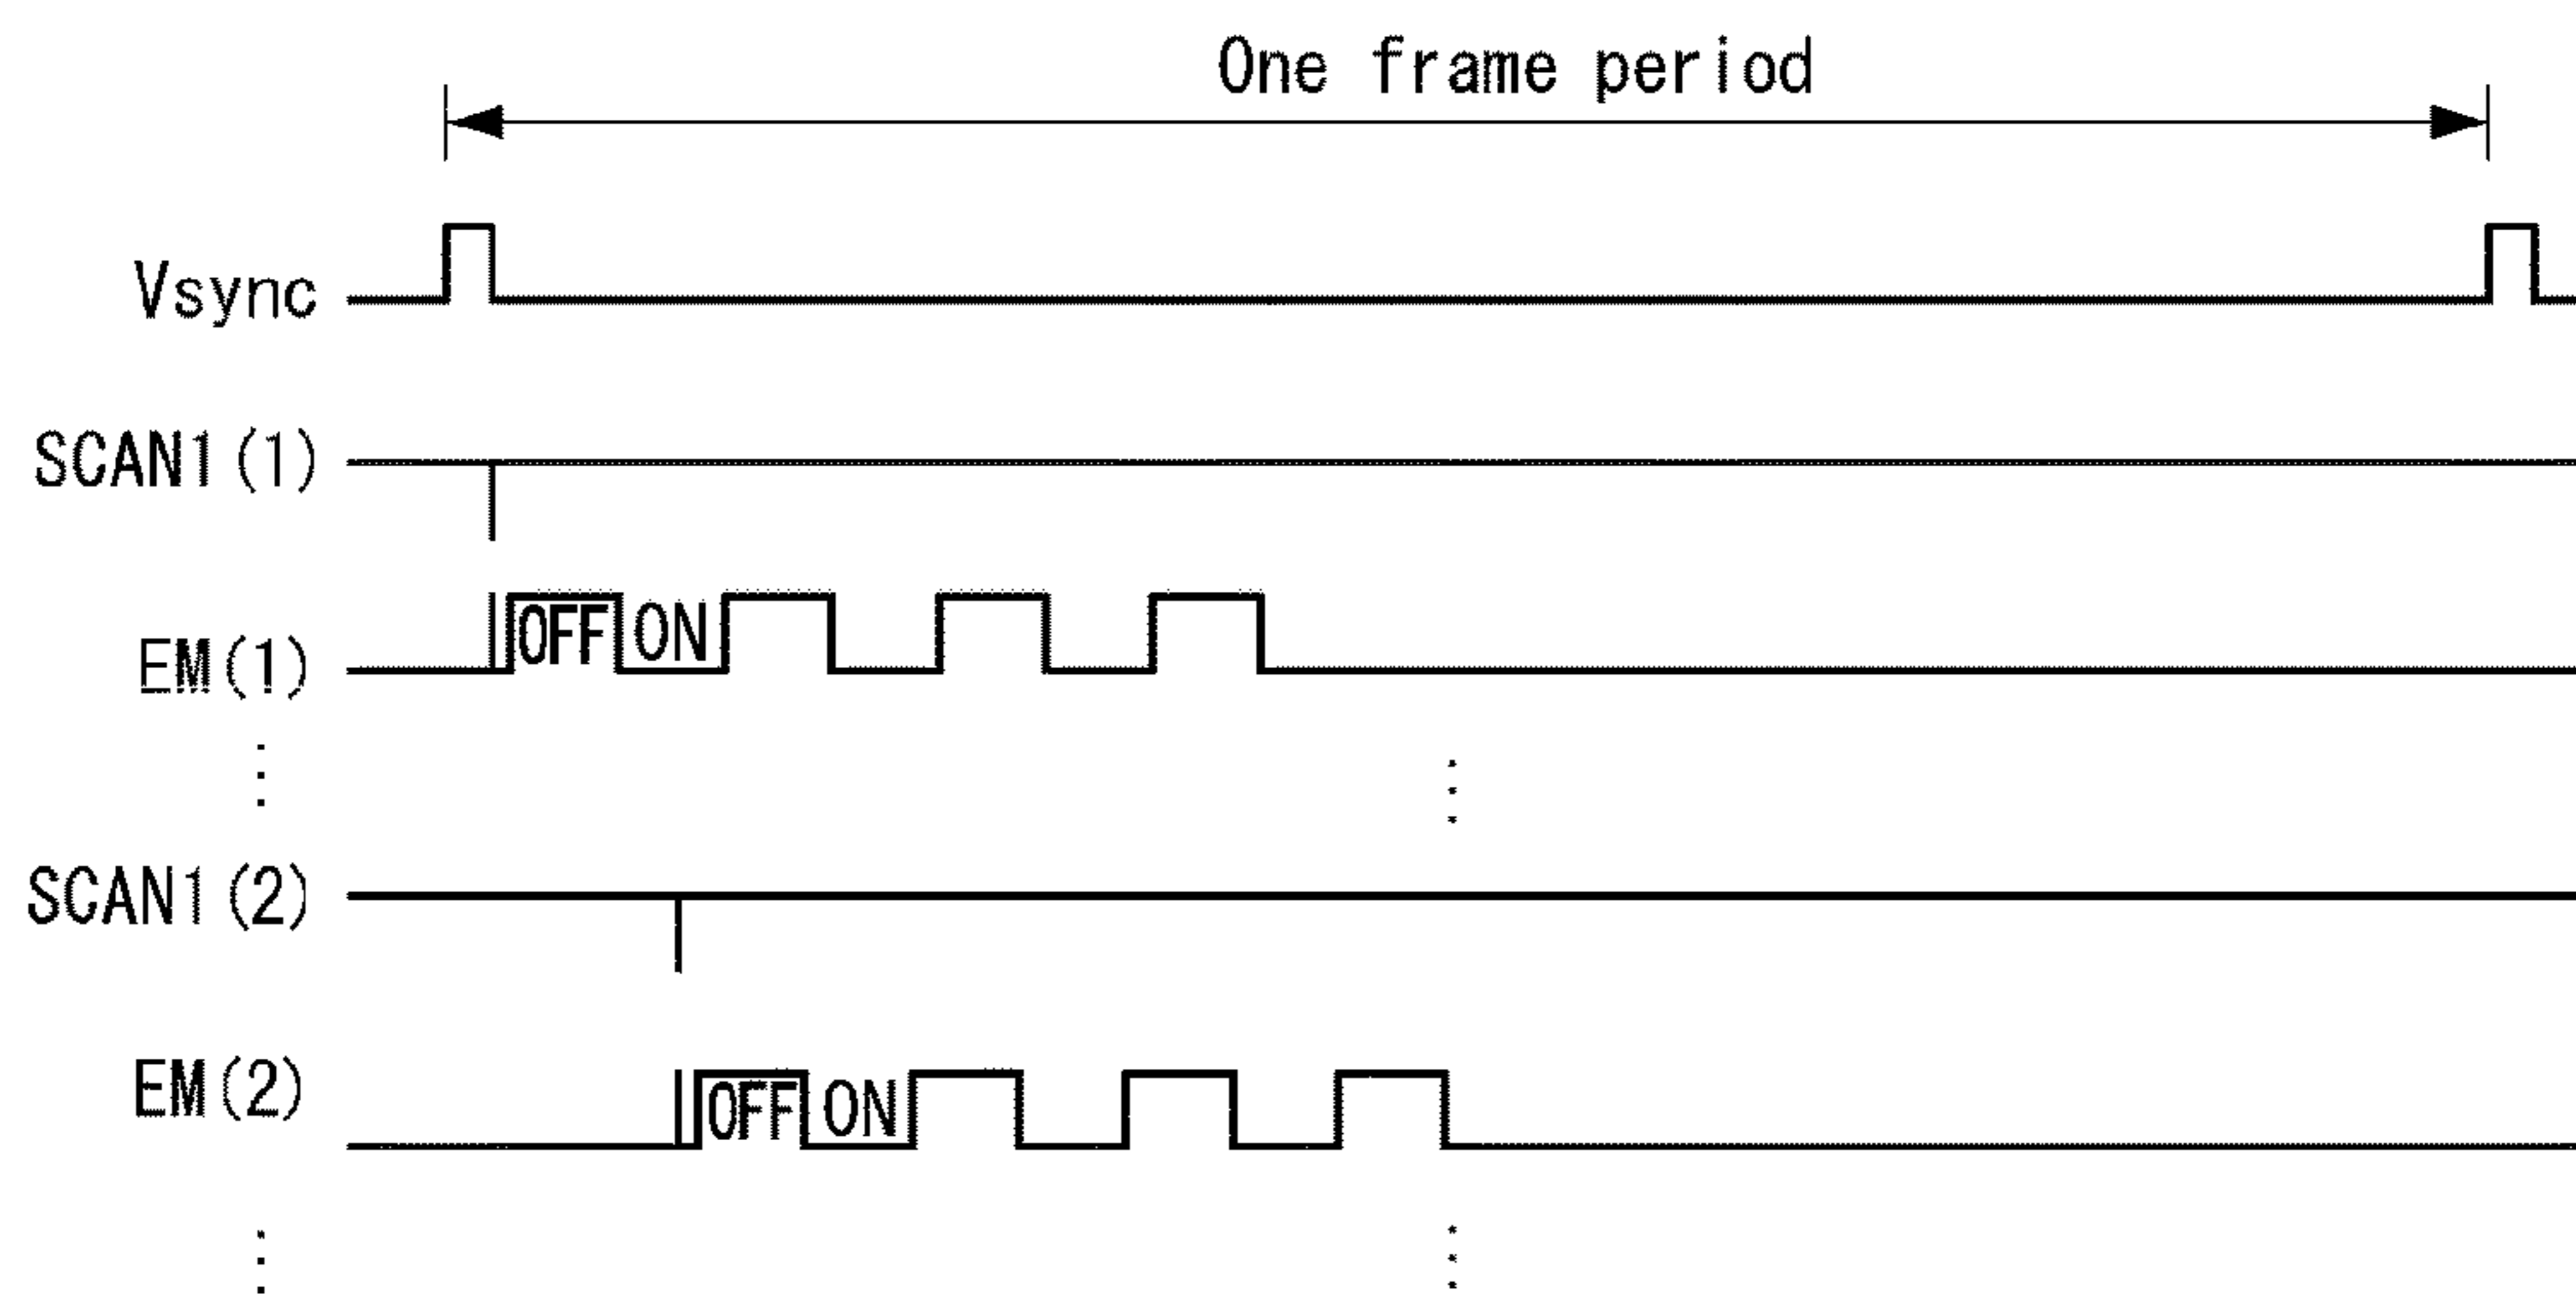 One frame period
Vsync
SCAN1(1)
EM(1) OFF ON
SCAN1(2)
EM(2) OFF ON